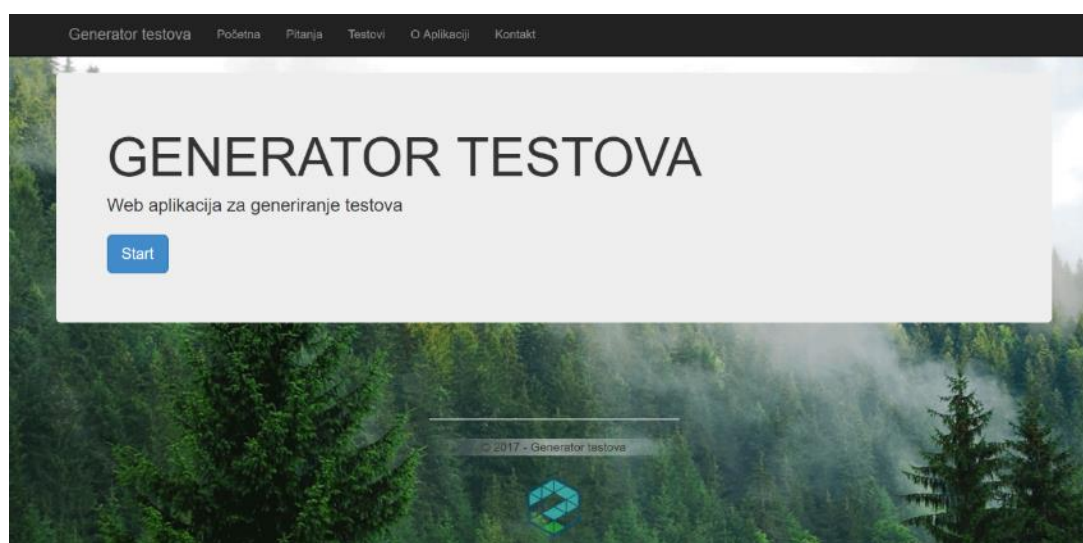 Generator testova Početna Pitanja Testovi O Aplikaciji Kontakt
GENERATOR TESTOVA
Web aplikacija za generiranje testova
Start
© 2017 - Generator testova